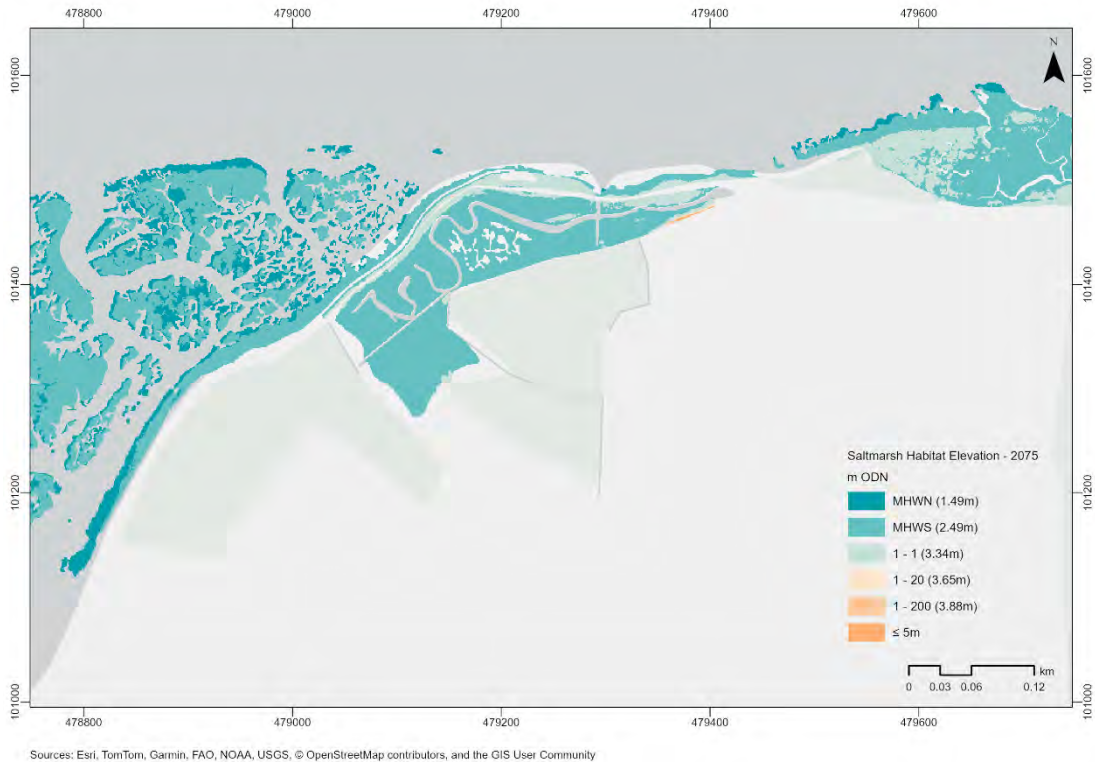 478800 479000 479200 479400 479600
N
101600 101600
101400 101400
101200 101200
101000 101000
Saltmarsh Habitat Elevation - 2075
m ODN
MHWN (1.49m)
MHWS (2.49m)
1 - 1 (3.34m)
1 - 20 (3.65m)
1 - 200 (3.88m)
≤ 5m
km
0 0.03 0.06 0.12
478800 479000 479200 479400 479600
Sources: Esri, TomTom, Garmin, FAO, NOAA, USGS, © OpenStreetMap contributors, and the GIS User Community